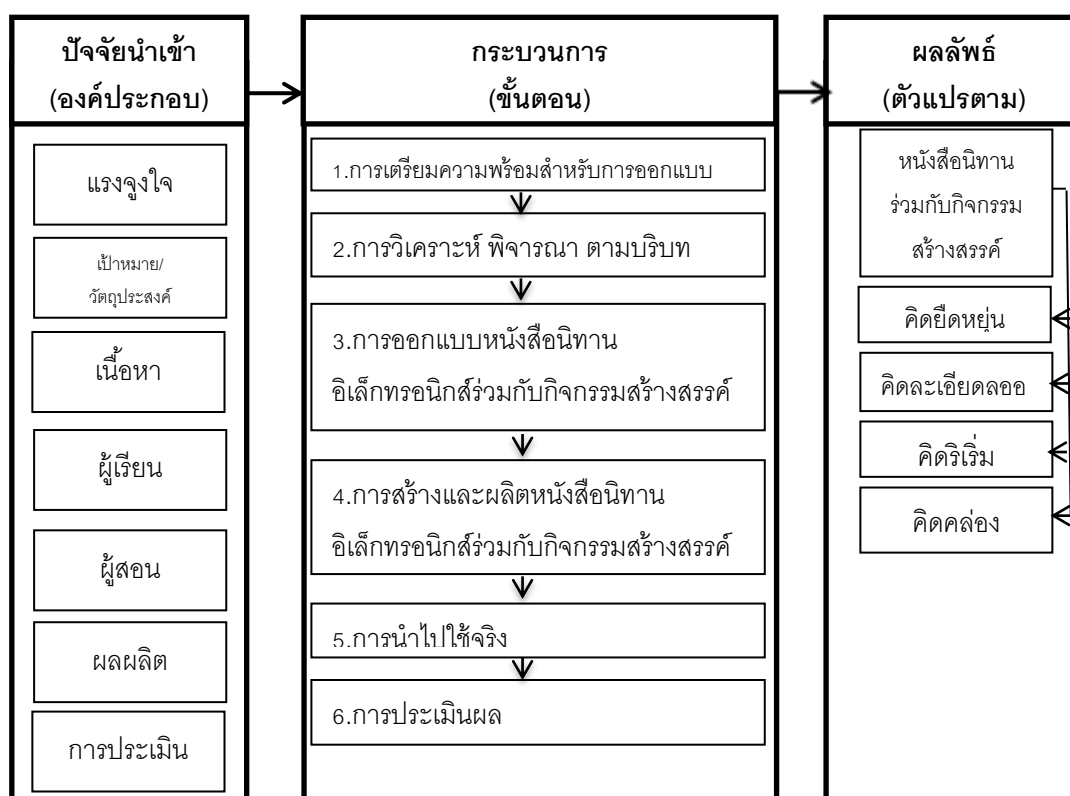 ปัจจัยนำเข้า
(องค์ประกอบ)
แรงจูงใจ
เป้าหมาย/
วัตถุประสงค์
เนื้อหา
ผู้เรียน
ผู้สอน
ผลผลิต
การประเมิน
กระบวนการ
(ขั้นตอน)
1.การเตรียมความพร้อมสำหรับการออกแบบ
2.การวิเคราะห์ พิจารณา ตามบริบท
3.การออกแบบหนังสือนิทาน
อิเล็กทรอนิกส์ร่วมกับกิจกรรมสร้างสรรค์
4.การสร้างและผลิตหนังสือนิทาน
อิเล็กทรอนิกส์ร่วมกับกิจกรรมสร้างสรรค์
5.การนำไปใช้จริง
6.การประเมินผล
ผลลัพธ์
(ตัวแปรตาม)
หนังสือนิทาน
ร่วมกับกิจกรรม
สร้างสรรค์
คิดยืดหยุ่น
คิดละเอียดลออ
คิดริเริ่ม
คิดคล่อง